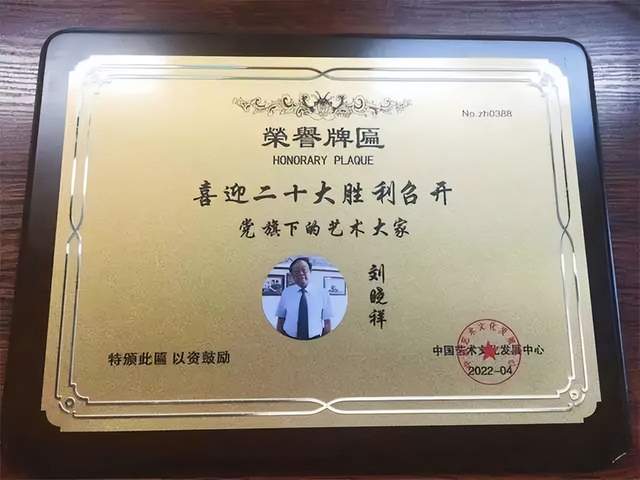 No.zh0388
榮譽牌匾
HONORARY PLAQUE
喜迎二十大胜利召开
党旗下的艺术大家
刘晓祥
特颁此匾 以资鼓励
中国艺术文化发展中心
2022-04